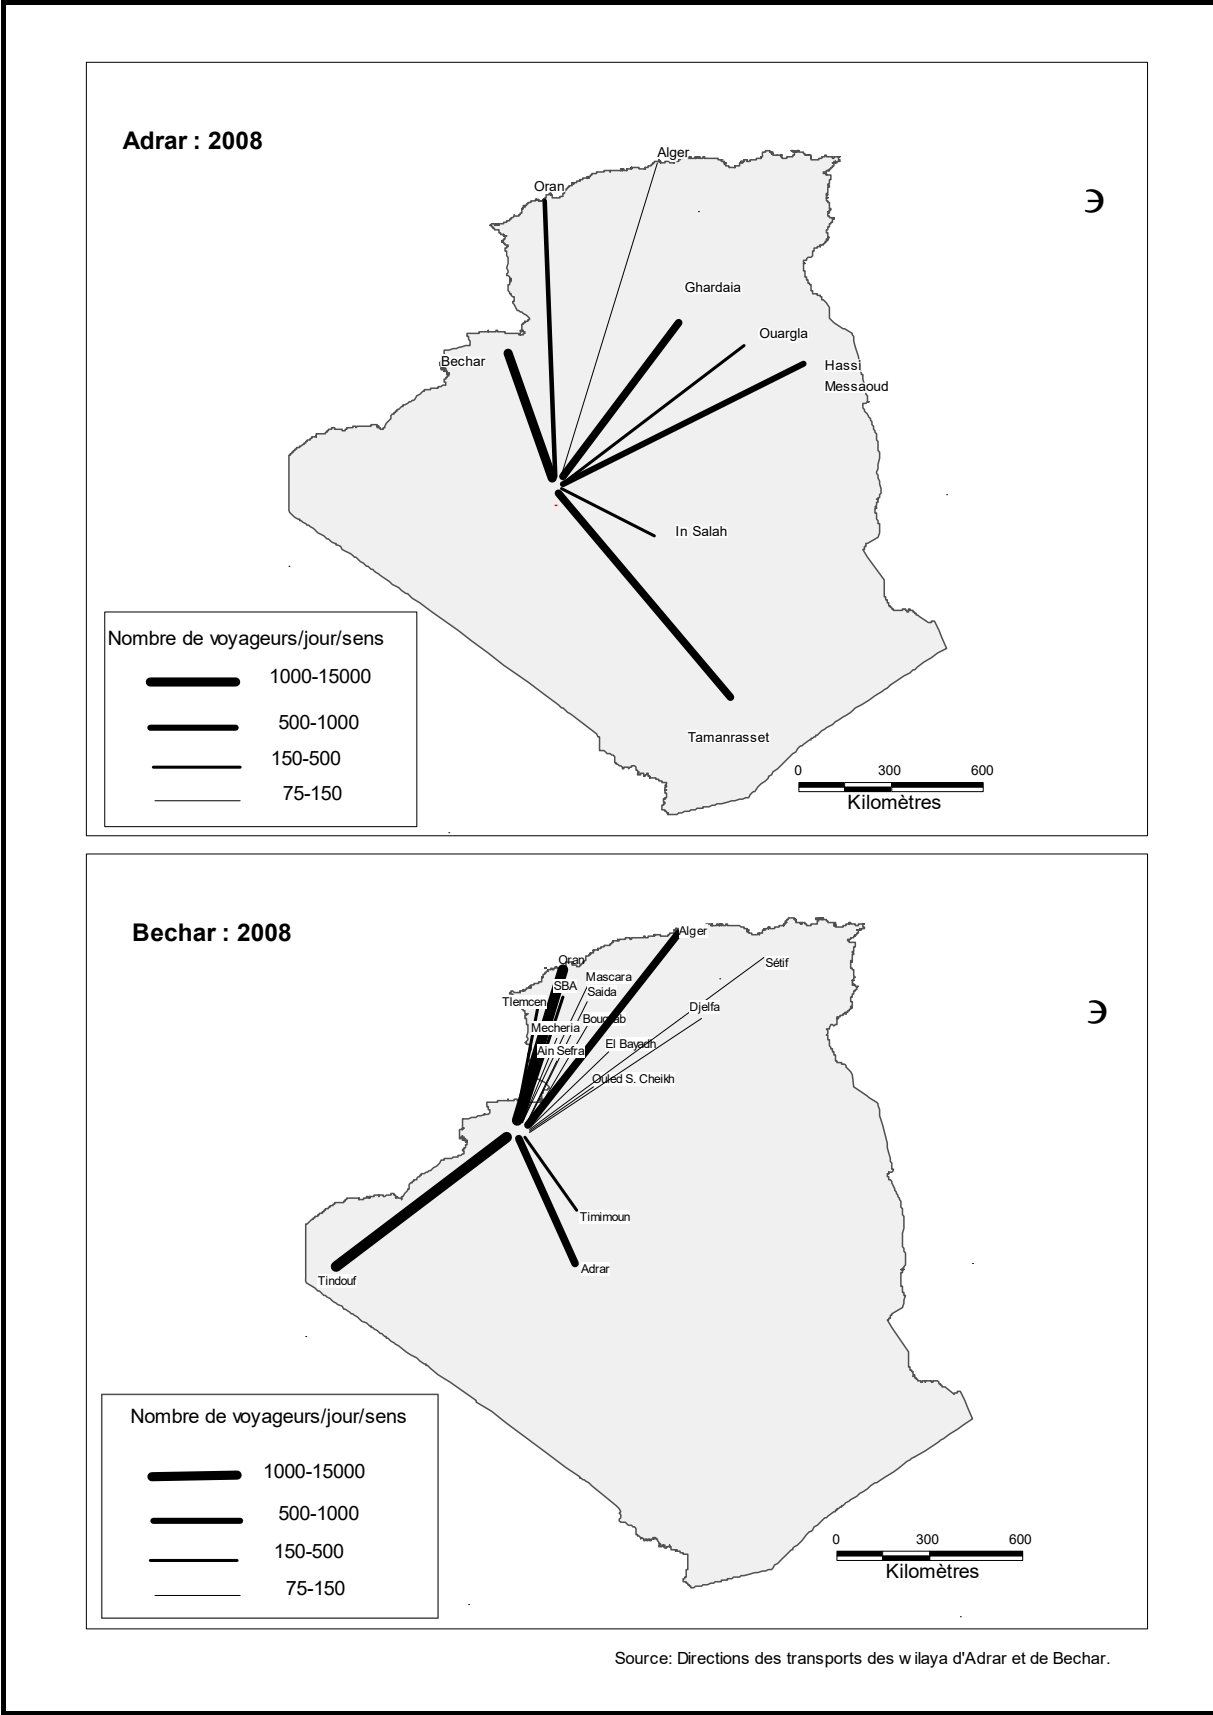 Adrar : 2008
Alger
Oran
϶
Ghardaia
Ouargla
Bechar
Hassi
Messaoud
In Salah
Nombre de voyageurs/jour/sens
1000-15000
500-1000
150-500
75-150
Tamanrasset
0 300 600
Kilomètres
Bechar : 2008
Alger
Oran
Sétif
Mascara
SBA
Saida
Tlemcen
Djelfa
϶
Mecheria
El Bayadh
Ain Sefra
Ouled S. Cheikh
Timimoun
Adrar
Tindouf
Nombre de voyageurs/jour/sens
1000-15000
500-1000
150-500
75-150
0 300 600
Kilomètres
Source: Directions des transports des wilaya d'Adrar et de Bechar.